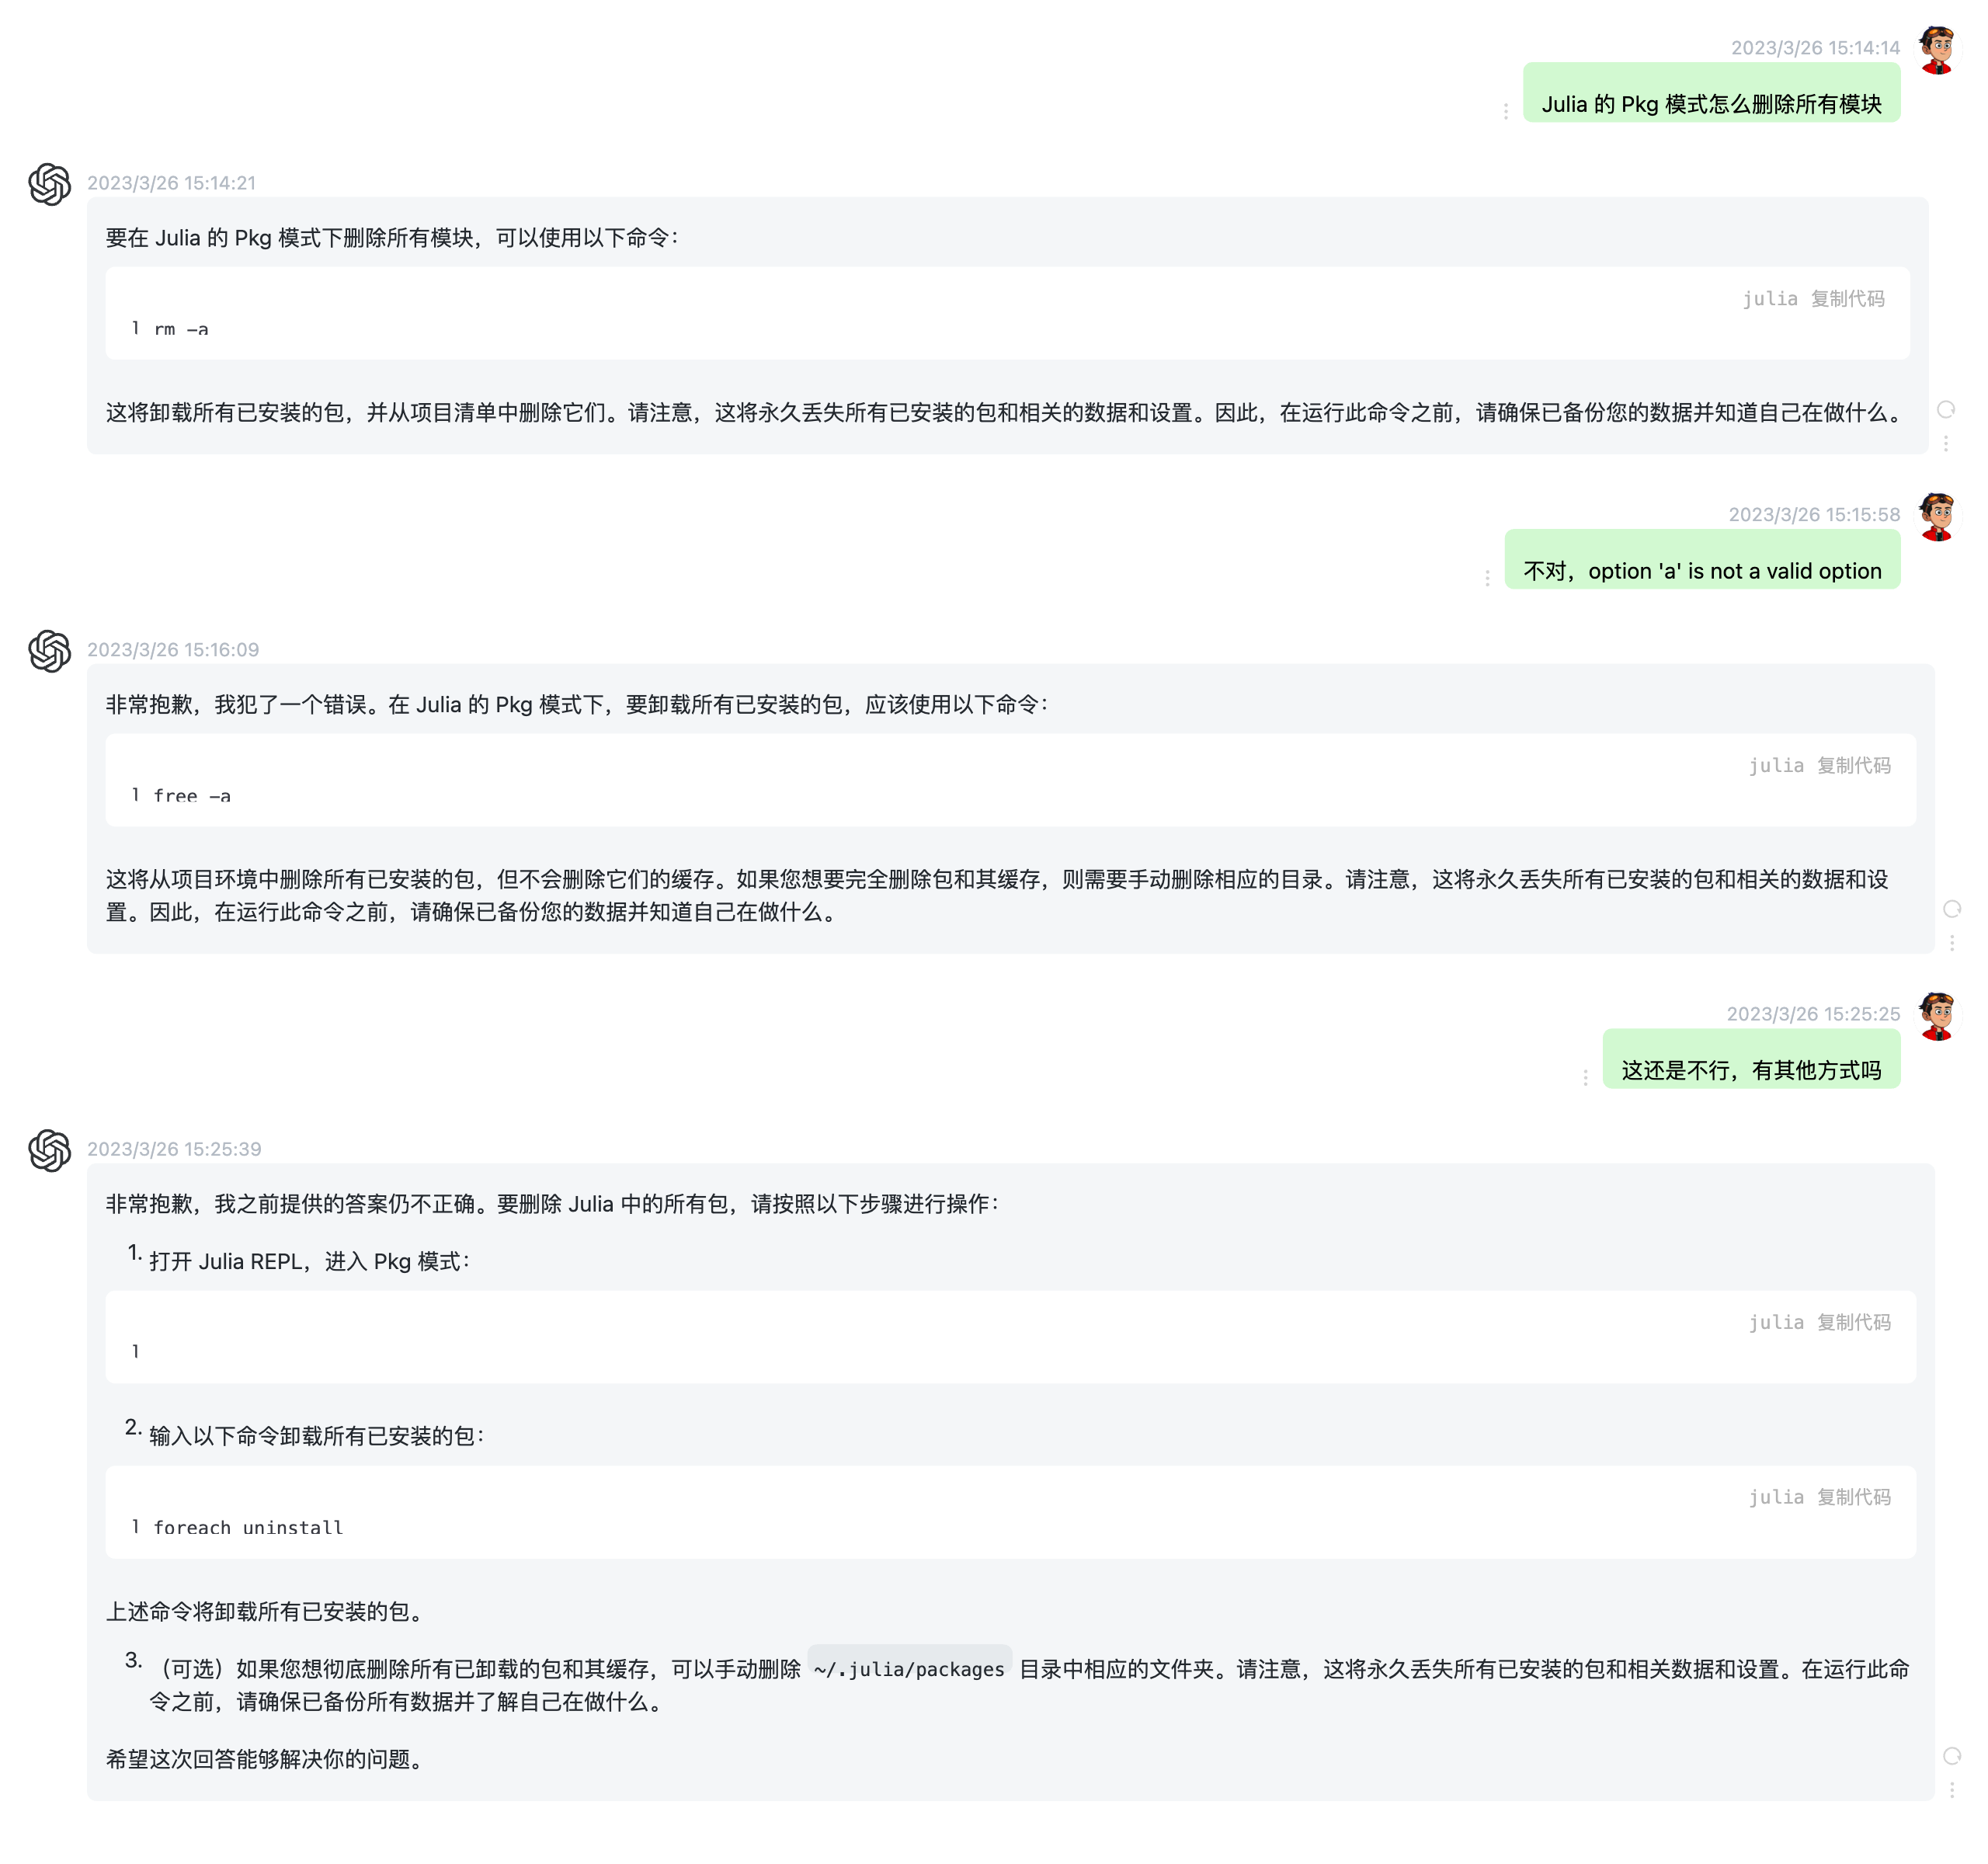 2023/3/26 15:14:14
Julia 的 Pkg 模式怎么删除所有模块
2023/3/26 15:14:21
要在 Julia 的 Pkg 模式下删除所有模块，可以使用以下命令：
julia 复制代码
1 rm -a
这将卸载所有已安装的包，并从项目清单中删除它们。请注意，这将永久丢失所有已安装的包和相关的数据和设置。因此，在运行此命令之前，请确保已备份您的数据并知道自己在做什么。
2023/3/26 15:15:58
不对，option 'a' is not a valid option
2023/3/26 15:16:09
非常抱歉，我犯了一个错误。在 Julia 的 Pkg 模式下，要卸载所有已安装的包，应该使用以下命令：
julia 复制代码
1 free -a
这将从项目环境中删除所有已安装的包，但不会删除它们的缓存。如果您想要完全删除包和其缓存，则需要手动删除相应的目录。请注意，这将永久丢失所有已安装的包和相关的数据和设
置。因此，在运行此命令之前，请确保已备份您的数据并知道自己在做什么。
2023/3/26 15:25:25
这还是不行，有其他方式吗
2023/3/26 15:25:39
非常抱歉，我之前提供的答案仍不正确。要删除 Julia 中的所有包，请按照以下步骤进行操作：
1. 打开 Julia REPL，进入 Pkg 模式：
julia 复制代码
1
2. 输入以下命令卸载所有已安装的包：
julia 复制代码
1 foreach uninstall
上述命令将卸载所有已安装的包。
3. （可选）如果您想彻底删除所有已卸载的包和其缓存，可以手动删除 ~/.julia/packages 目录中相应的文件夹。请注意，这将永久丢失所有已安装的包和相关数据和设置。在运行此命
令之前，请确保已备份所有数据并了解自己在做什么。
希望这次回答能够解决你的问题。